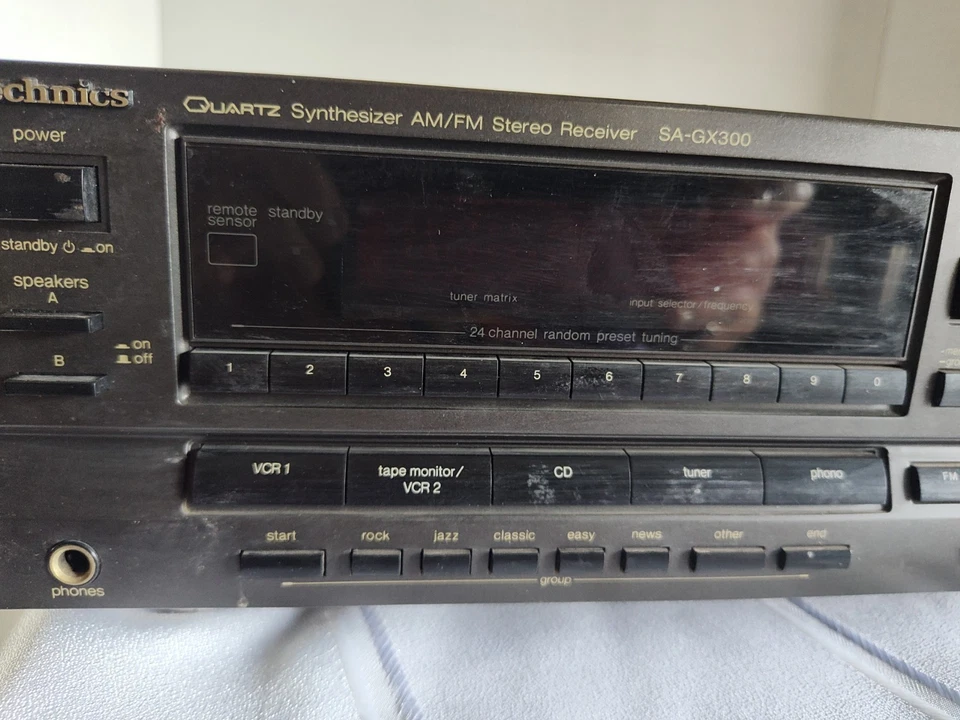 echnics
QUARTZ Synthesizer AM/FM Stereo Receiver SA-GX300
power
remote sensor standby
standby on
speakers
A
tuner matrix
input selector/frequency
24 channel random preset tuning
on
off
B
1 2 3 4 5 6 7 8 9 0
VCR 1
tape monitor/
VCR 2
CD
tuner
phono
FM
start rock jazz classic easy news other end
group
phones